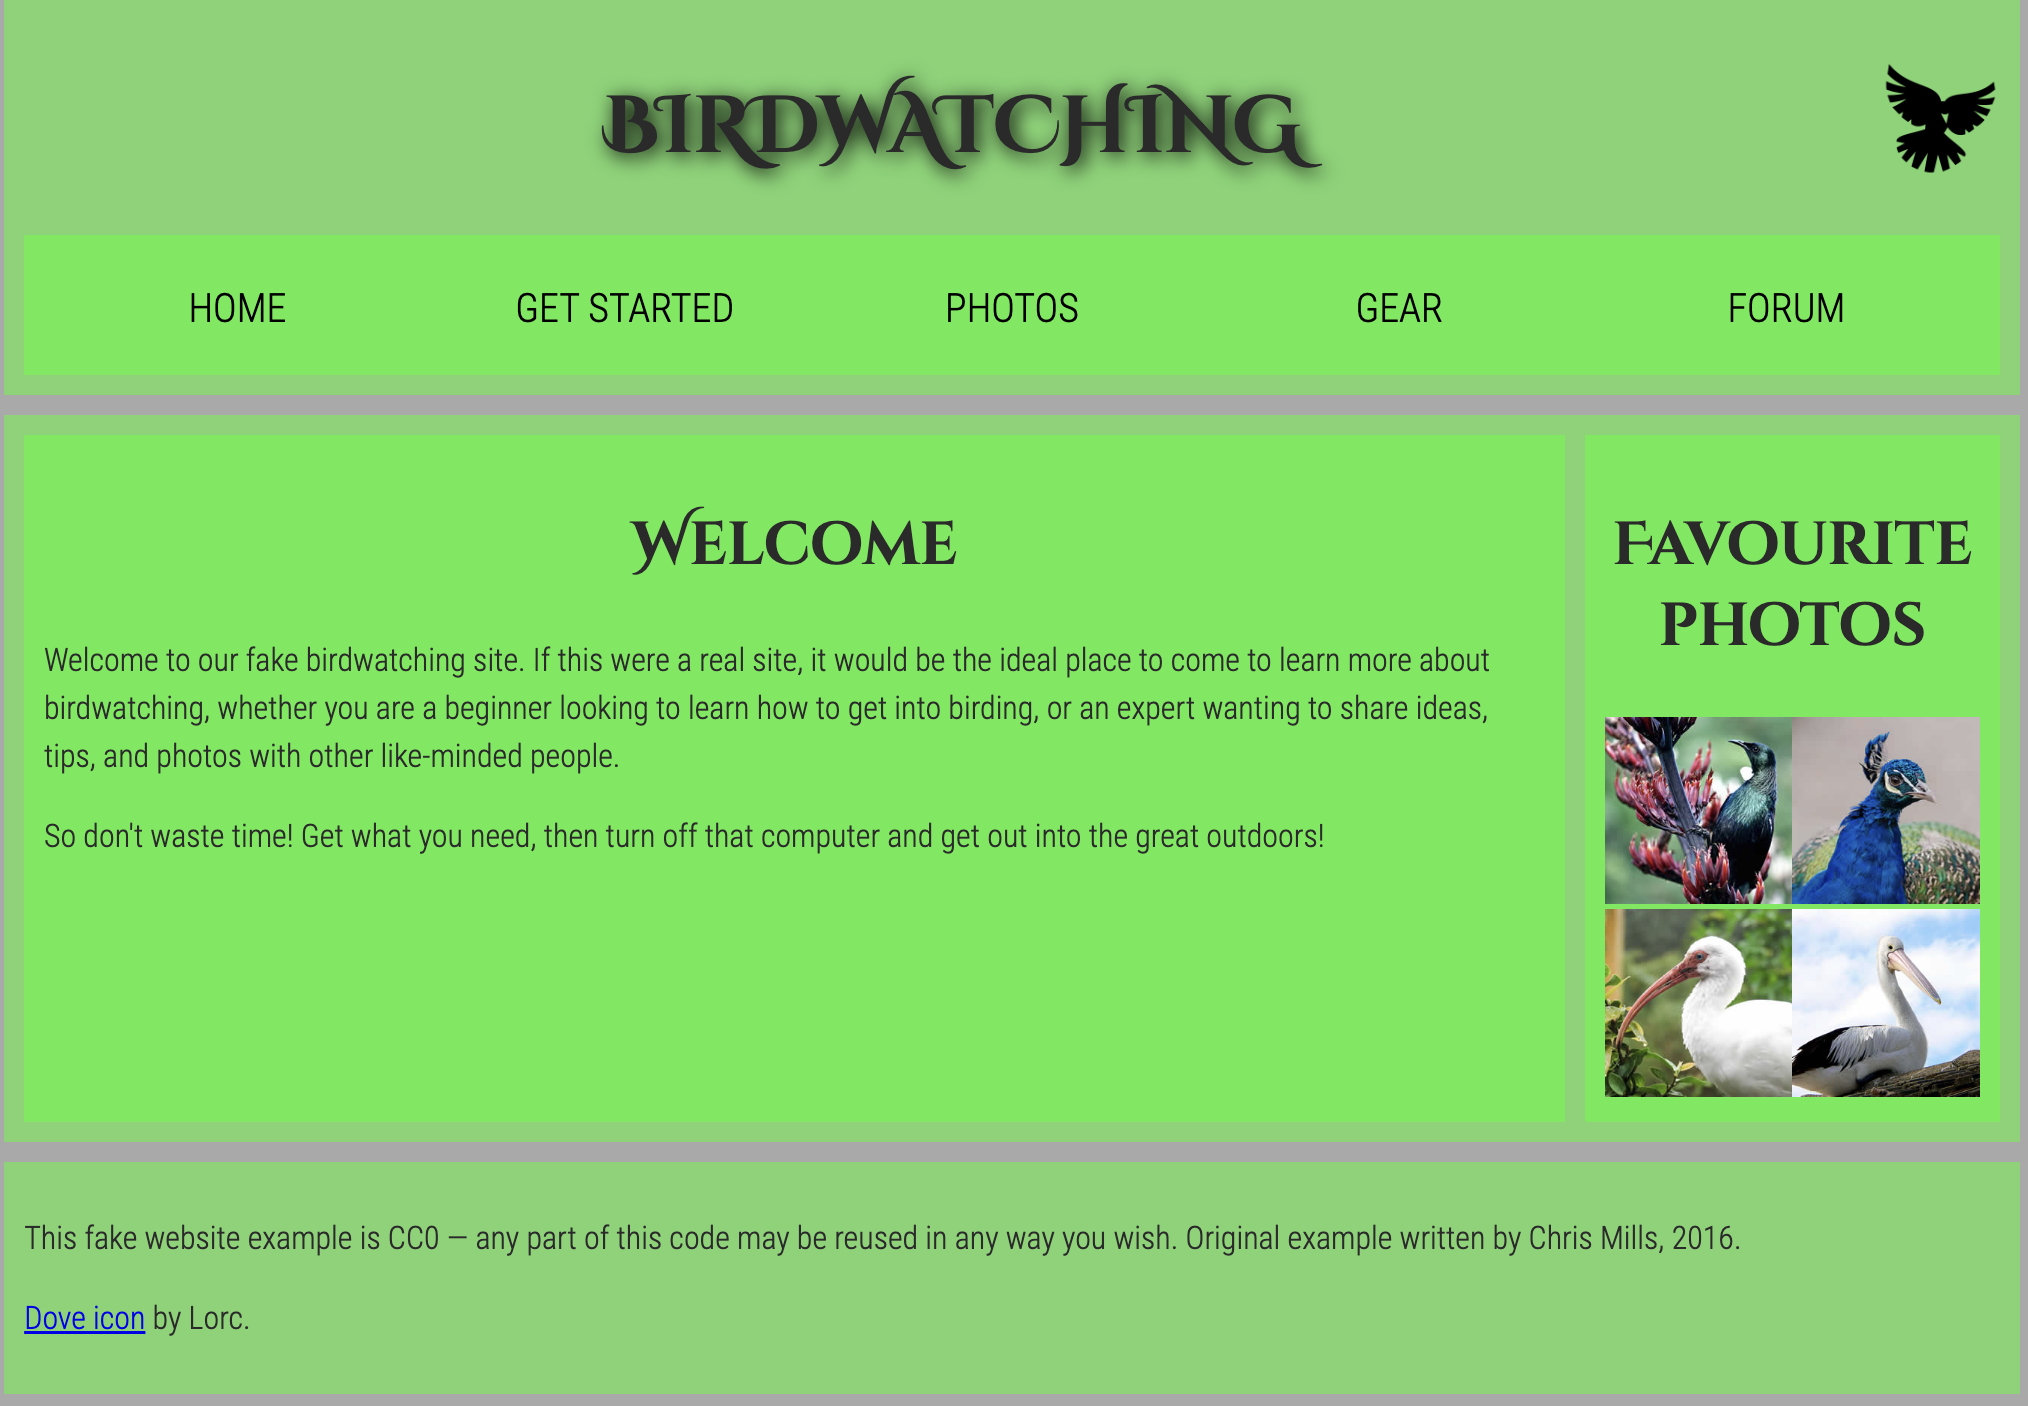 BIRDWATCHING
HOME
GET STARTED
PHOTOS
GEAR
FORUM
Welcome
Welcome to our fake birdwatching site. If this were a real site, it would be the ideal place to come to learn more about
birdwatching, whether you are a beginner looking to learn how to get into birding, or an expert wanting to share ideas,
tips, and photos with other like-minded people.
So don't waste time! Get what you need, then turn off that computer and get out into the great outdoors!
Favourite
photos
This fake website example is CC0 — any part of this code may be reused in any way you wish. Original example written by Chris Mills, 2016.
Dove icon by Lorc.